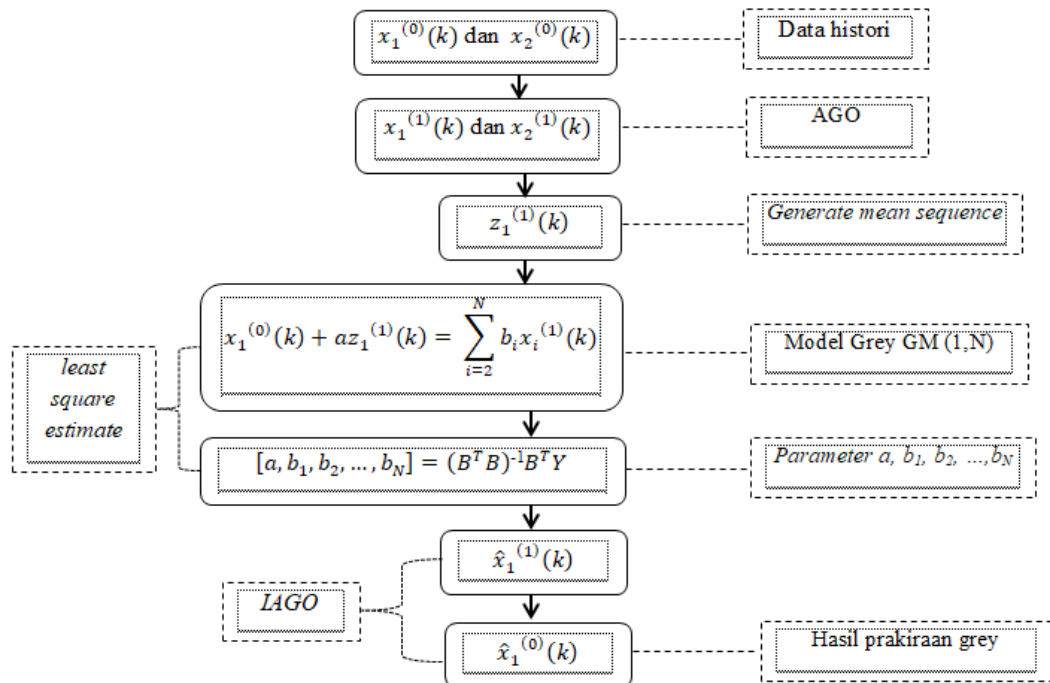 x₁⁽⁰⁾(k) dan x₂⁽⁰⁾(k)
Data histori
x₁⁽¹⁾(k) dan x₂⁽¹⁾(k)
AGO
z₁⁽¹⁾(k)
Generate mean sequence
x₁⁽⁰⁾(k) + az₁⁽¹⁾(k) = ∑ᵢ₌₂ᴺ bᵢxᵢ⁽¹⁾(k)
Model Grey GM (1,N)
least
square
estimate
[a, b₁, b₂, …, b_N] = (BᵀB)⁻¹BᵀY
Parameter a, b₁, b₂, …,b_N
x̂₁⁽¹⁾(k)
IAGO
x̂₁⁽⁰⁾(k)
Hasil prakiraan grey